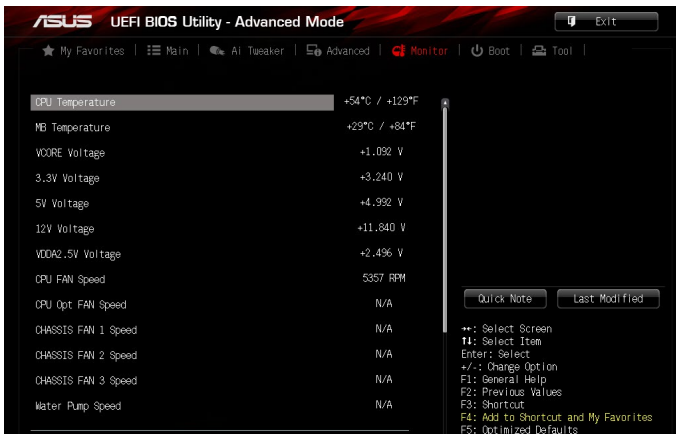 ASUS UEFI BIOS Utility - Advanced Mode Exit
My Favorites | Main | Ai Tweaker | Advanced | Monitor | Boot | Tool |
CPU Temperature +54°C / +129°F
MB Temperature +29°C / +84°F
VCORE Voltage +1.092 V
3.3V Voltage +3.240 V
5V Voltage +4.992 V
12V Voltage +11.840 V
VDDA2.5V Voltage +2.496 V
CPU FAN Speed 5357 RPM
CPU Opt FAN Speed N/A
CHASSIS FAN 1 Speed N/A
CHASSIS FAN 2 Speed N/A
CHASSIS FAN 3 Speed N/A
Water Pump Speed N/A
Quick Note Last Modified
→←: Select Screen
↑↓: Select Item
Enter: Select
+/-: Change Option
F1: General Help
F2: Previous Values
F3: Shortcut
F4: Add to Shortcut and My Favorites
F5: Optimized Defaults